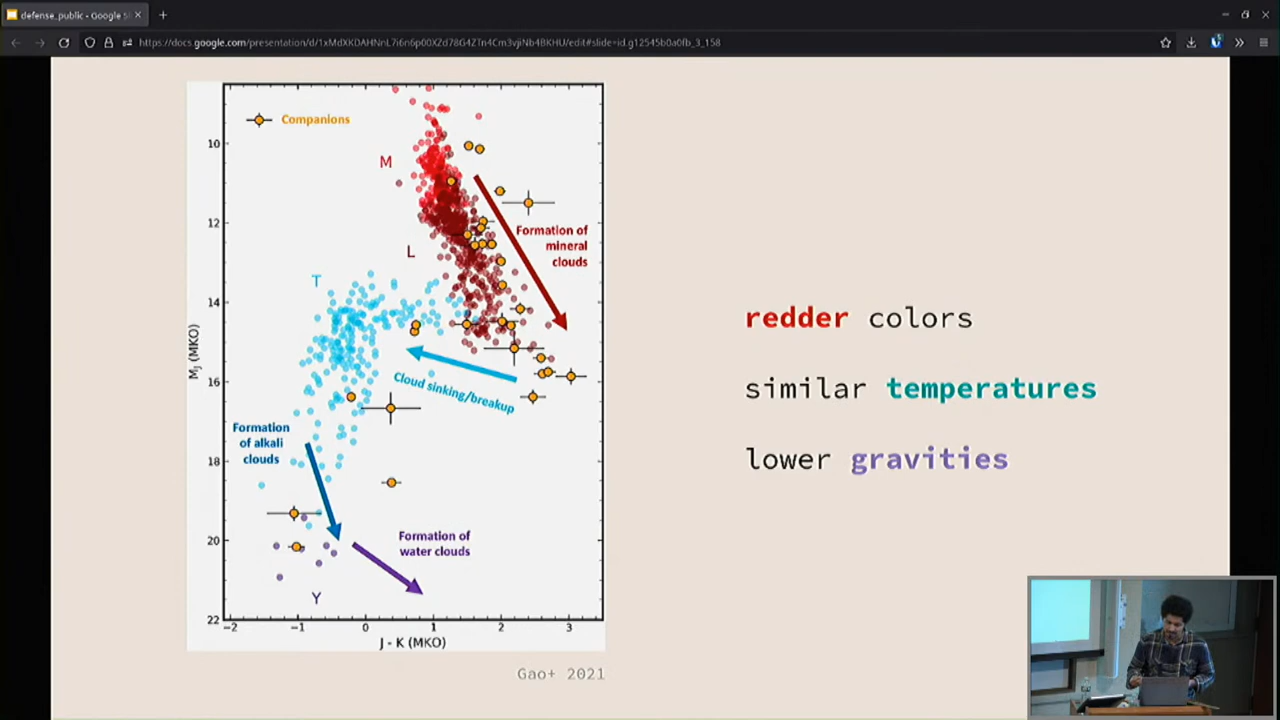 defense_public - Google Sl
https://docs.google.com/presentation/d/1xMdXKDAHNnL7i6n6p00XZd78G4ZTn4Cm3vjiNb4BKHU/edit#slide=id.g12545b0a0fb_3_158
Companions
M
L
T
Y
Formation of
mineral
clouds
Cloud sinking/breakup
Formation
of alkali
clouds
Formation of
water clouds
10
12
14
16
18
20
22
MJ (MKO)
−2
−1
0
1
2
3
J - K (MKO)
Gao+ 2021
redder colors
similar temperatures
lower gravities